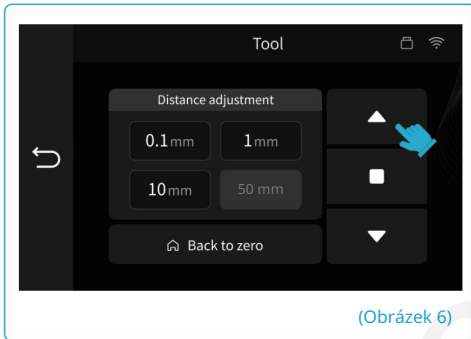 Tool
Distance adjustment
0.1mm 1mm
10mm 50 mm
Back to zero
(Obrázek 6)